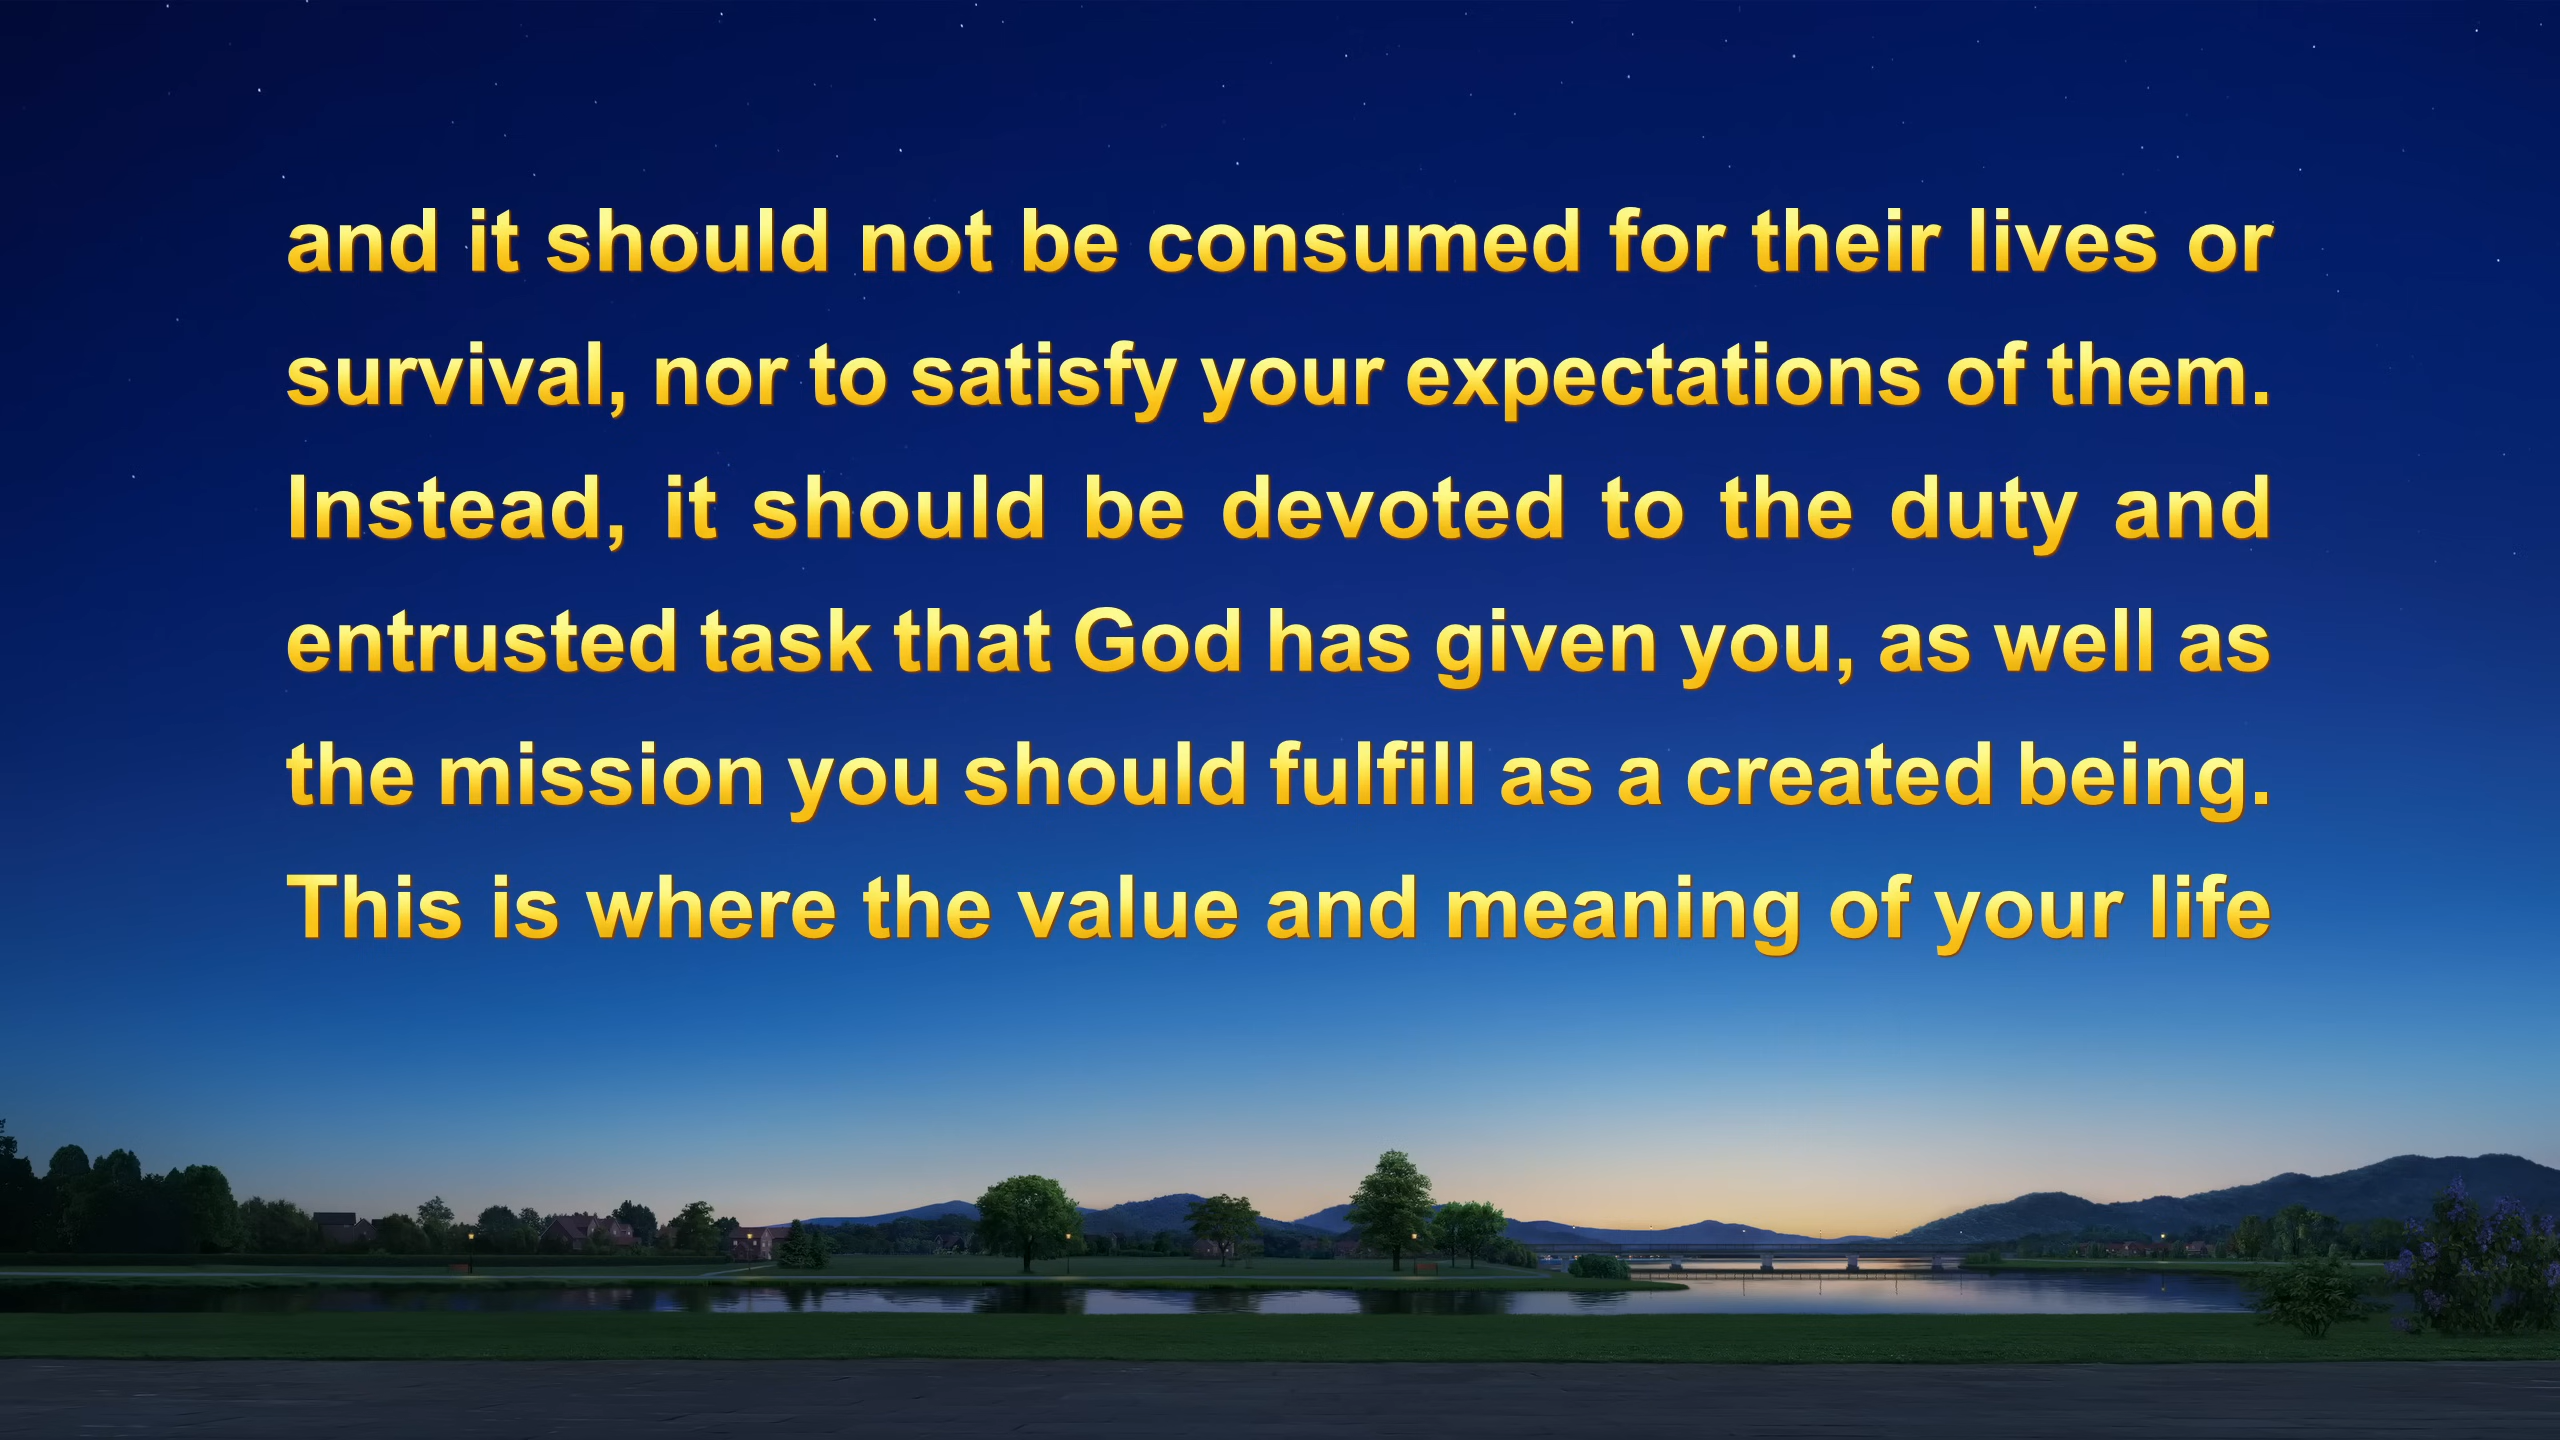 and it should not be consumed for their lives or
survival, nor to satisfy your expectations of them.
Instead, it should be devoted to the duty and
entrusted task that God has given you, as well as
the mission you should fulfill as a created being.
This is where the value and meaning of your life